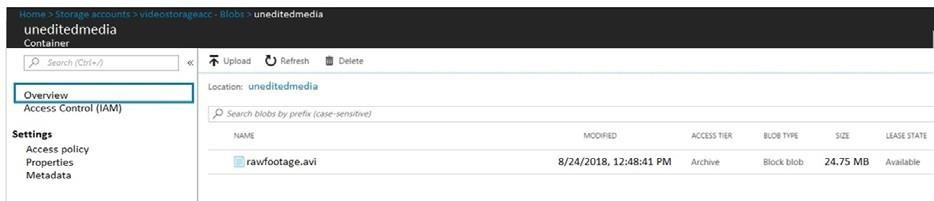 Home > Storage accounts > videostorageacc - Blobs > uneditedmedia
uneditedmedia
Container
Search (Ctrl+/)
«
Upload
Refresh
Delete
Overview
Access Control (IAM)
Settings
Access policy
Properties
Metadata
Location: uneditedmedia
Search blobs by prefix (case-sensitive)
NAME MODIFIED ACCESS TIER BLOB TYPE SIZE LEASE STATE
rawfootage.avi 8/24/2018, 12:48:41 PM Archive Block blob 24.75 MB Available